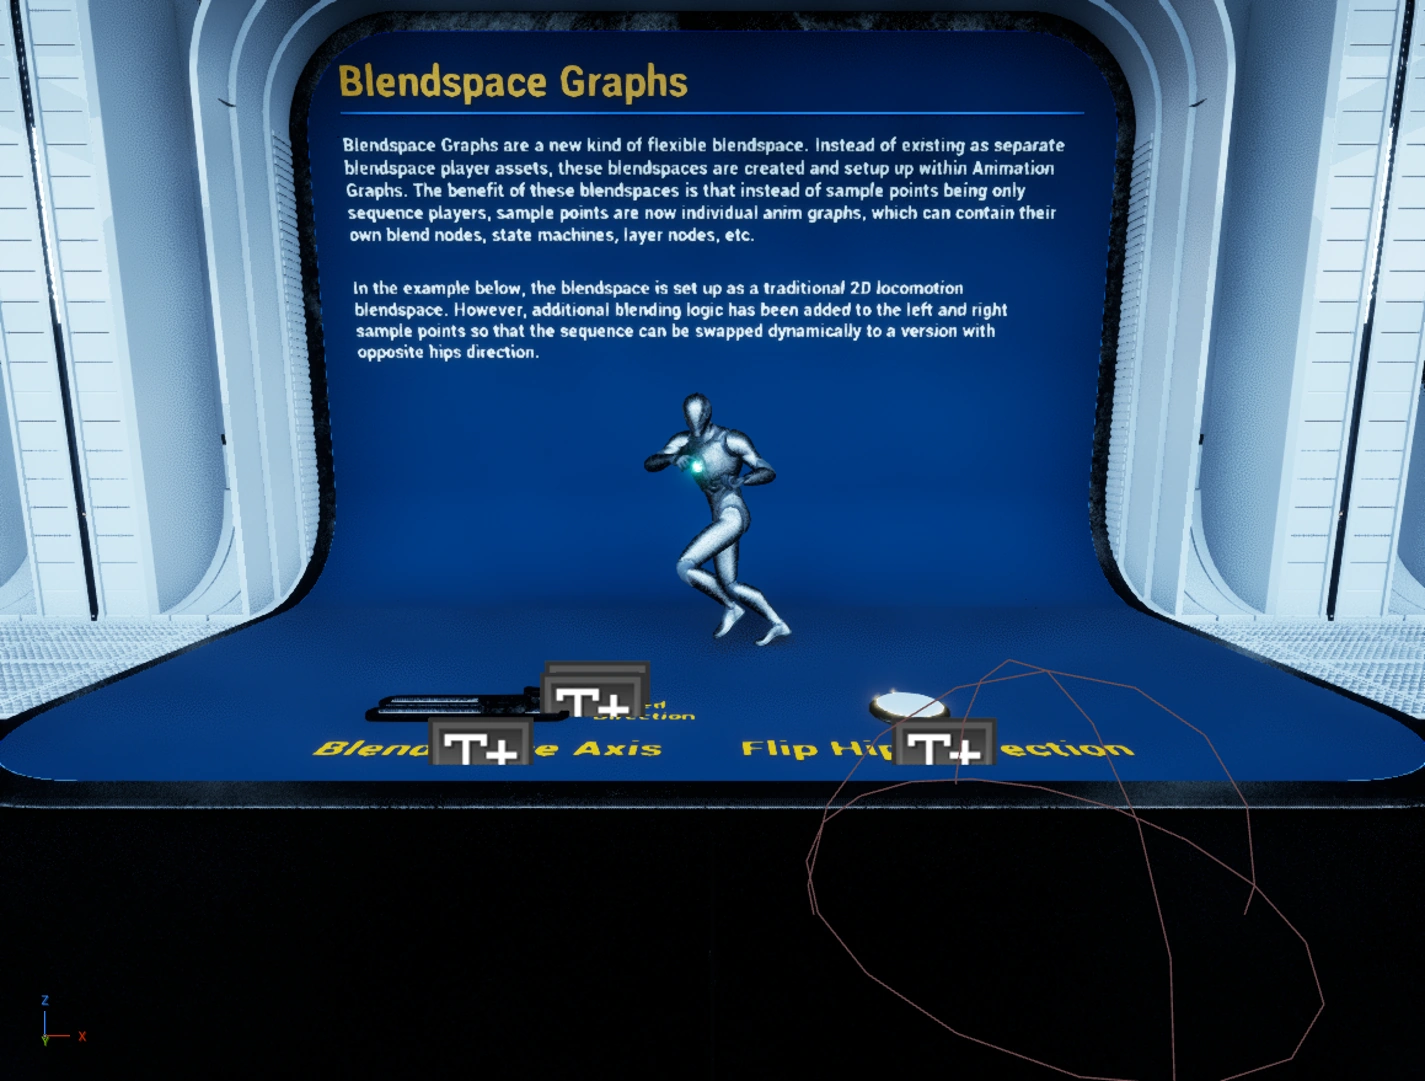 Blendspace Graphs
Blendspace Graphs are a new kind of flexible blendspace. Instead of existing as separate
blendspace player assets, these blendspaces are created and setup up within Animation
Graphs. The benefit of these blendspaces is that instead of sample points being only
sequence players, sample points are now individual anim graphs, which can contain their
own blend nodes, state machines, layer nodes, etc.
In the example below, the blendspace is set up as a traditional 2D locomotion
blendspace. However, additional blending logic has been added to the left and right
sample points so that the sequence can be swapped dynamically to a version with
opposite hips direction.
T+
T+ T+
Axis Flip
Z
X
Y